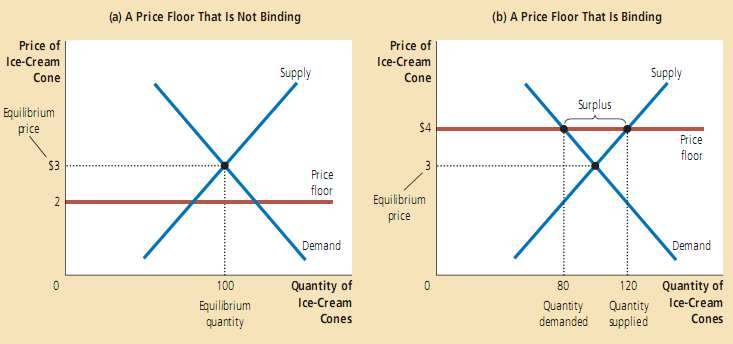 (a) A Price Floor That Is Not Binding
Price of
Ice-Cream
Cone
Supply
Equilibrium
price
$3
Price
floor
2
Demand
0
100
Quantity of
Ice-Cream
Cones
Equilibrium
quantity
(b) A Price Floor That Is Binding
Price of
Ice-Cream
Cone
Supply
Surplus
$4
Price
floor
3
Equilibrium
price
Demand
0
80
120
Quantity of
Ice-Cream
Cones
Quantity
demanded
Quantity
supplied